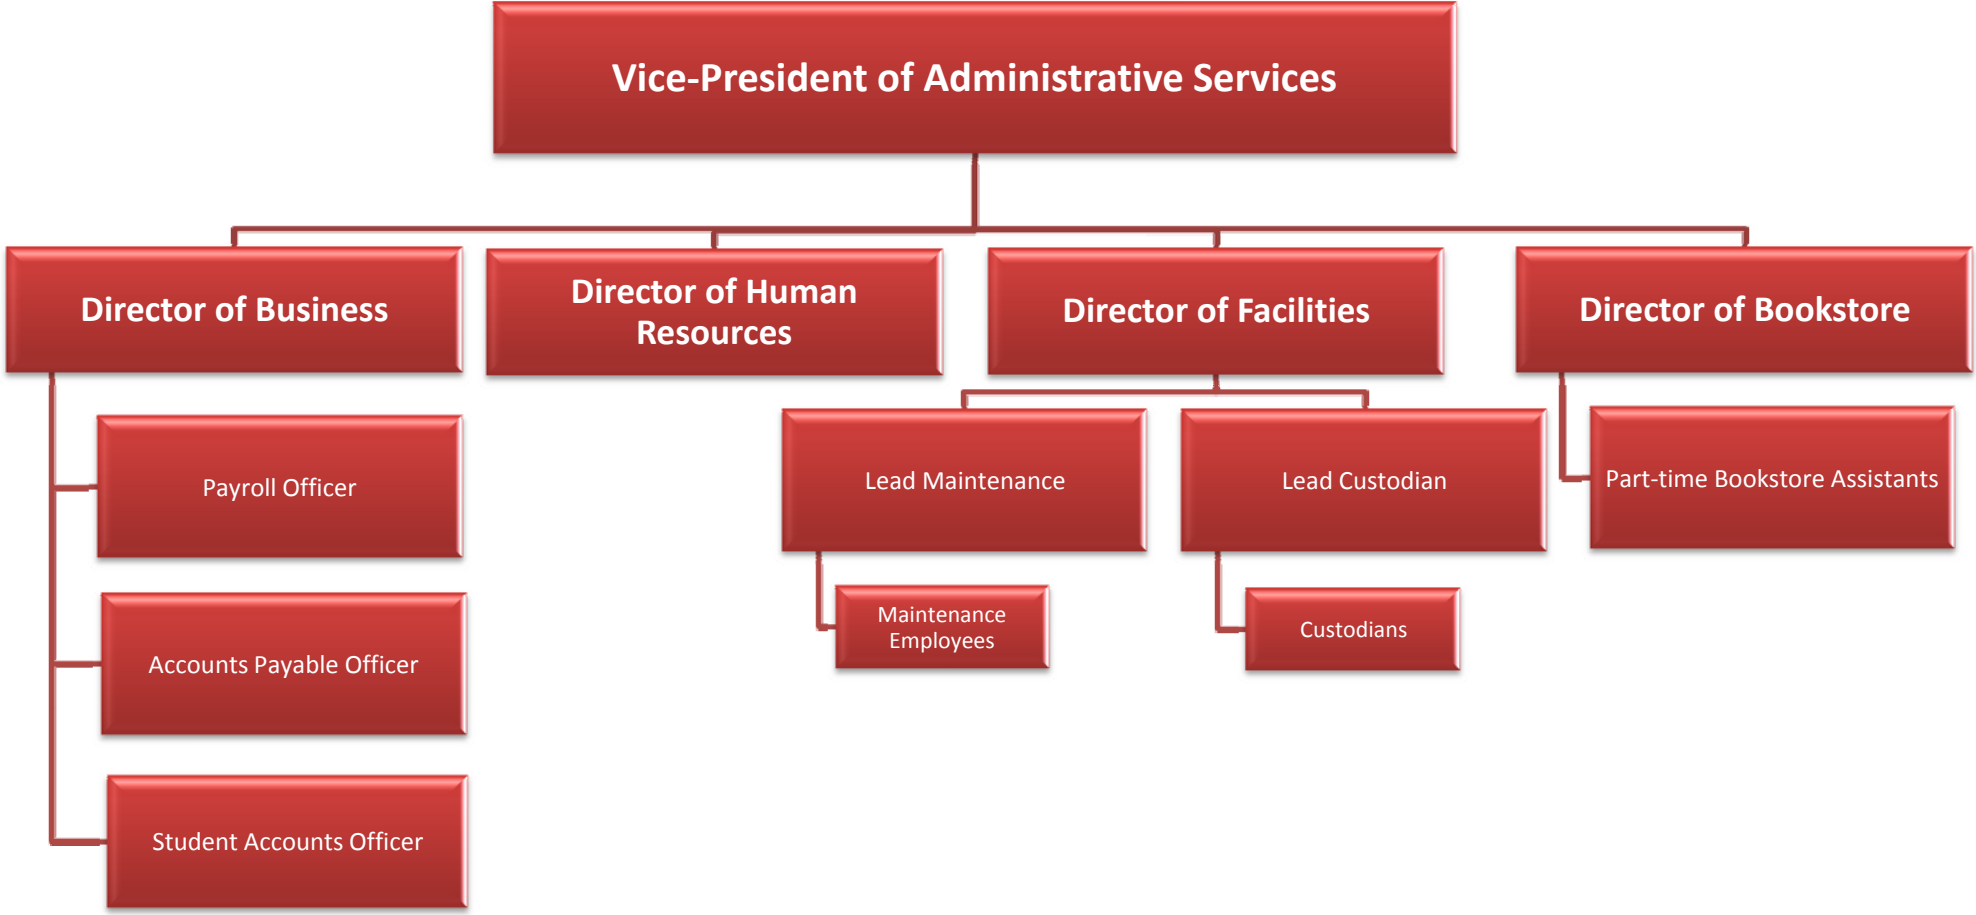 Vice-President of Administrative Services
Director of Business
Director of Human
Resources
Director of Facilities
Director of Bookstore
Payroll Officer
Lead Maintenance
Lead Custodian
Part-time Bookstore Assistants
Maintenance
Employees
Custodians
Accounts Payable Officer
Student Accounts Officer